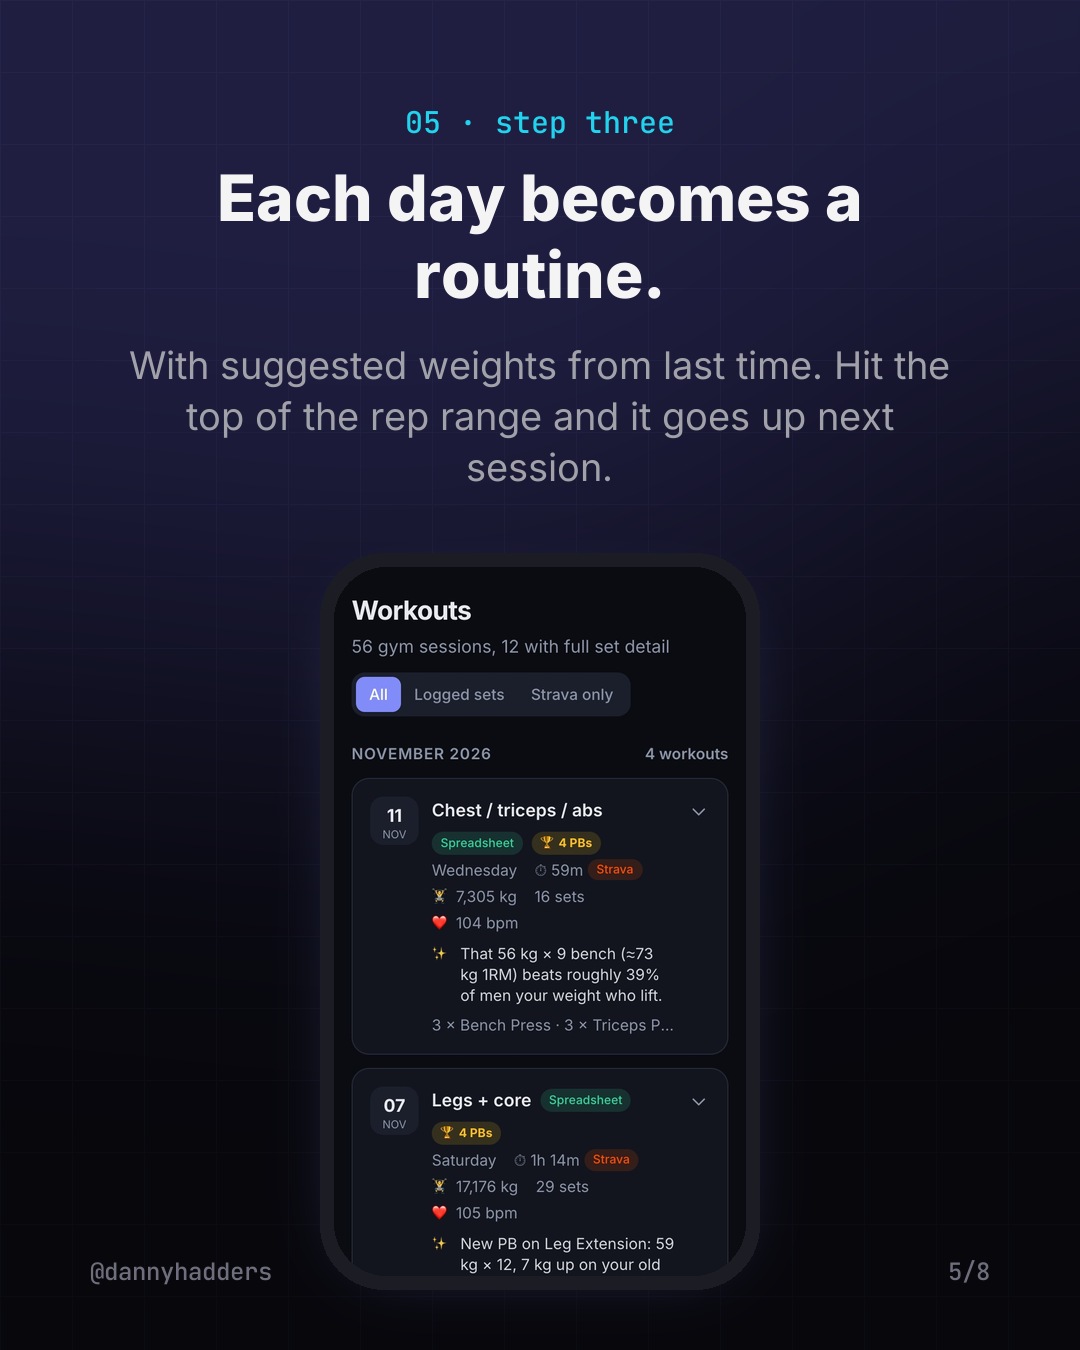 05 · step three
Each day becomes a
routine.
With suggested weights from last time. Hit the
top of the rep range and it goes up next
session.
Workouts
56 gym sessions, 12 with full set detail
All Logged sets Strava only
NOVEMBER 2026 4 workouts
11 Chest / triceps / abs
NOV
Spreadsheet 🏆 4 PBs
Wednesday ⏱ 59m Strava
🏋 7,305 kg 16 sets
❤️ 104 bpm
✨ That 56 kg × 9 bench (≈73
kg 1RM) beats roughly 39%
of men your weight who lift.
3 × Bench Press · 3 × Triceps P...
07 Legs + core Spreadsheet
NOV
🏆 4 PBs
Saturday ⏱ 1h 14m Strava
🏋 17,176 kg 29 sets
❤️ 105 bpm
✨ New PB on Leg Extension: 59
kg × 12, 7 kg up on your old
@dannyhadders 5/8